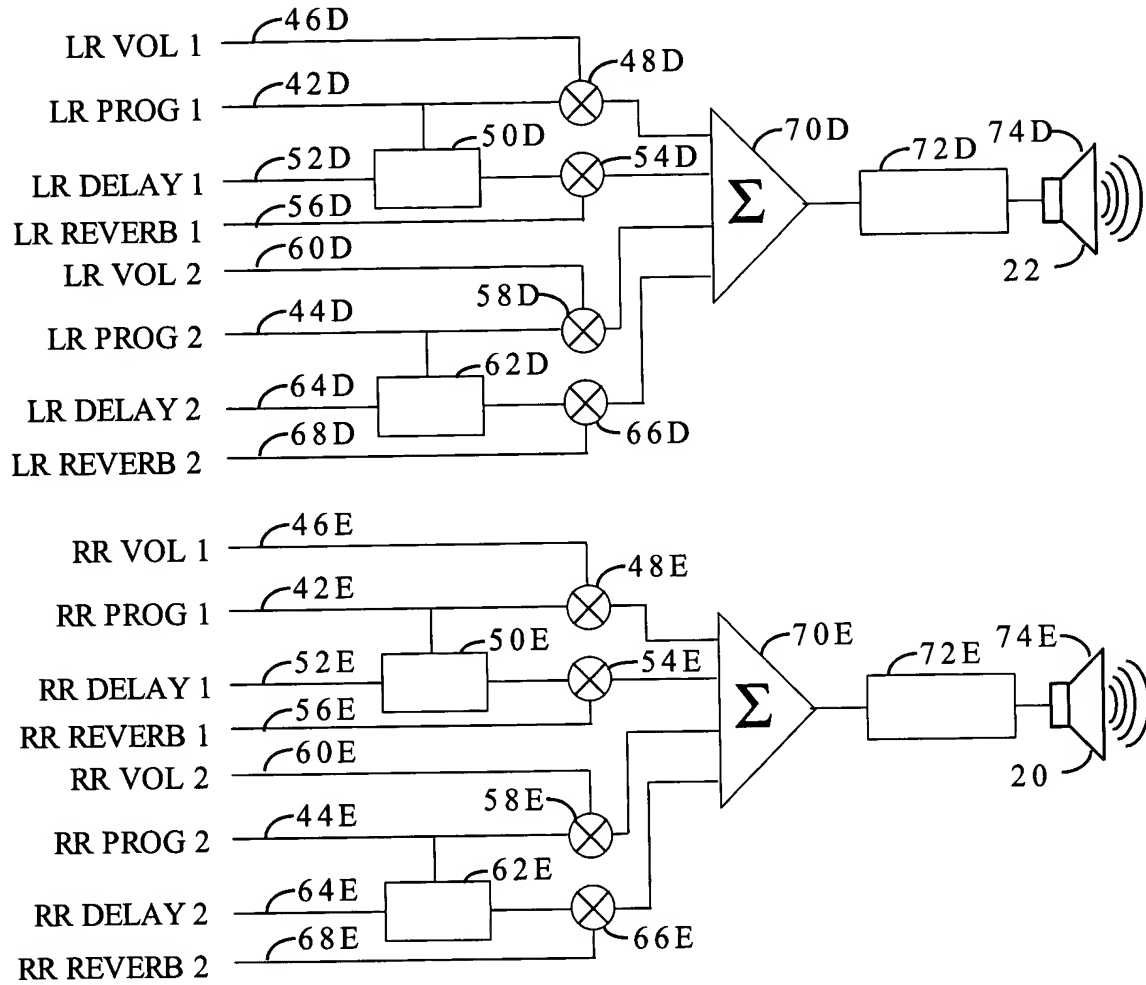 46D
LR VOL 1
48D
42D
LR PROG 1
50D
70D
74D
72D
52D
54D
LR DELAY 1
Σ
56D
LR REVERB 1
60D
LR VOL 2
22
58D
44D
LR PROG 2
62D
64D
LR DELAY 2
66D
68D
LR REVERB 2
46E
RR VOL 1
48E
42E
RR PROG 1
50E
70E
74E
72E
52E
54E
RR DELAY 1
Σ
56E
RR REVERB 1
60E
RR VOL 2
20
58E
44E
RR PROG 2
62E
64E
RR DELAY 2
66E
68E
RR REVERB 2